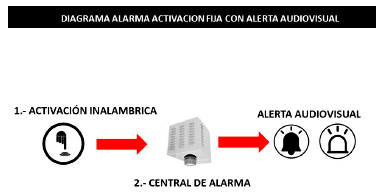 DIAGRAMA ALARMA ACTIVACION FIJA CON ALERTA AUDIOVISUAL
1.- ACTIVACIÓN INALAMBRICA
ALERTA AUDIOVISUAL
2.- CENTRAL DE ALARMA